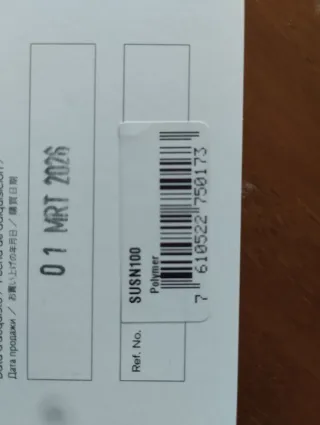 Дата продажи / お買い上げの年月日 / 購買日期
01 MRT 2026
Ref. No.
SUSN100
Polymer
7 610522 750173